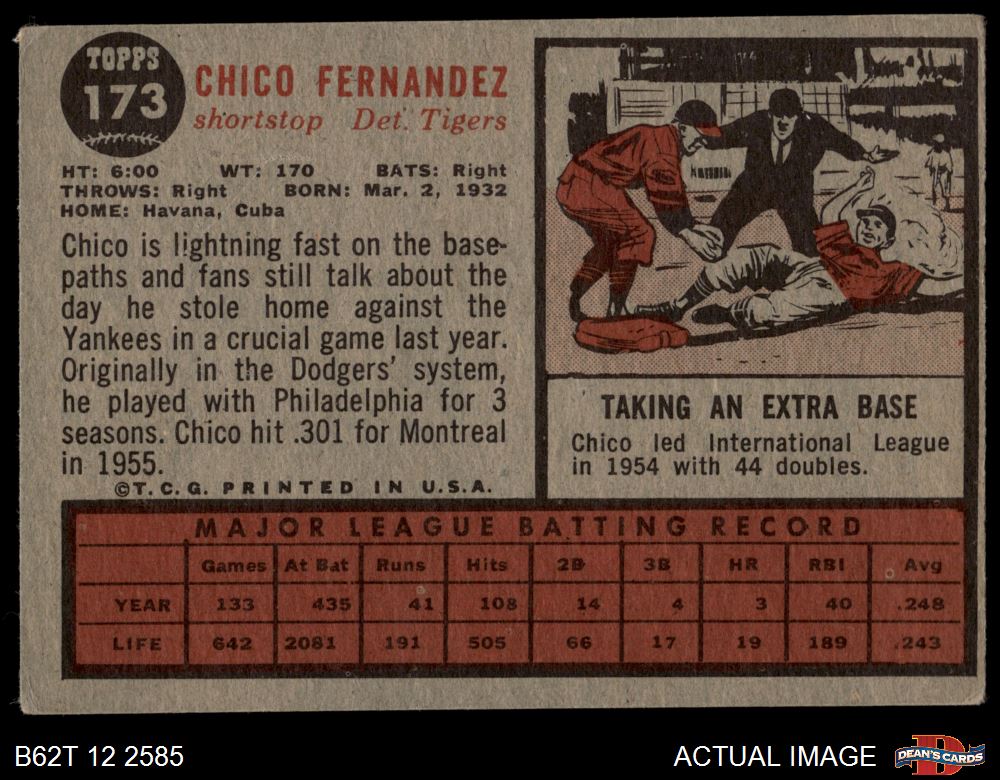 TOPPS
173
CHICO FERNANDEZ
shortstop Det. Tigers
HT: 6:00 WT: 170 BATS: Right
THROWS: Right BORN: Mar. 2, 1932
HOME: Havana, Cuba
Chico is lightning fast on the base-
paths and fans still talk about the
day he stole home against the
Yankees in a crucial game last year.
Originally in the Dodgers' system,
he played with Philadelphia for 3
seasons. Chico hit .301 for Montreal
in 1955.
©T.C.G. PRINTED IN U.S.A.
TAKING AN EXTRA BASE
Chico led International League
in 1954 with 44 doubles.
MAJOR LEAGUE BATTING RECORD
Games At Bat Runs Hits 2B 3B HR RBI Avg
YEAR 133 435 41 108 14 4 3 40 .248
LIFE 642 2081 191 505 66 17 19 189 .243
B62T 12 2585
ACTUAL IMAGE
DEAN'S CARDS